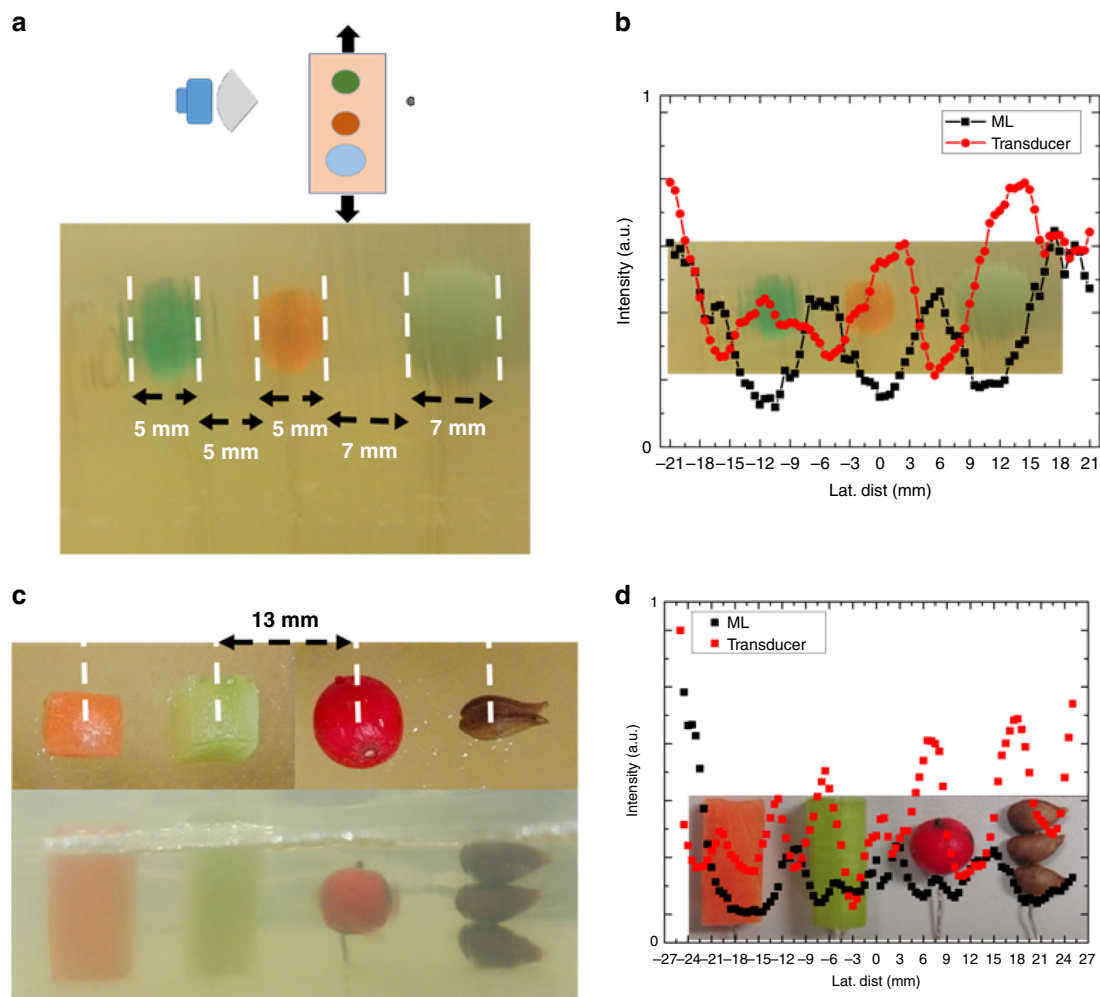 a
5 mm
5 mm
5 mm
7 mm
7 mm
b
1
ML
Transducer
Intensity (a.u.)
0
−21 −18 −15 −12 −9 −6 −3 0 3 6 9 12 15 18 21
Lat. dist (mm)
c
13 mm
d
1
ML
Transducer
Intensity (a.u.)
0
−27 −24 −21 −18 −15 −12 −9 −6 −3 0 3 6 9 12 15 18 21 24 27
Lat. dist (mm)